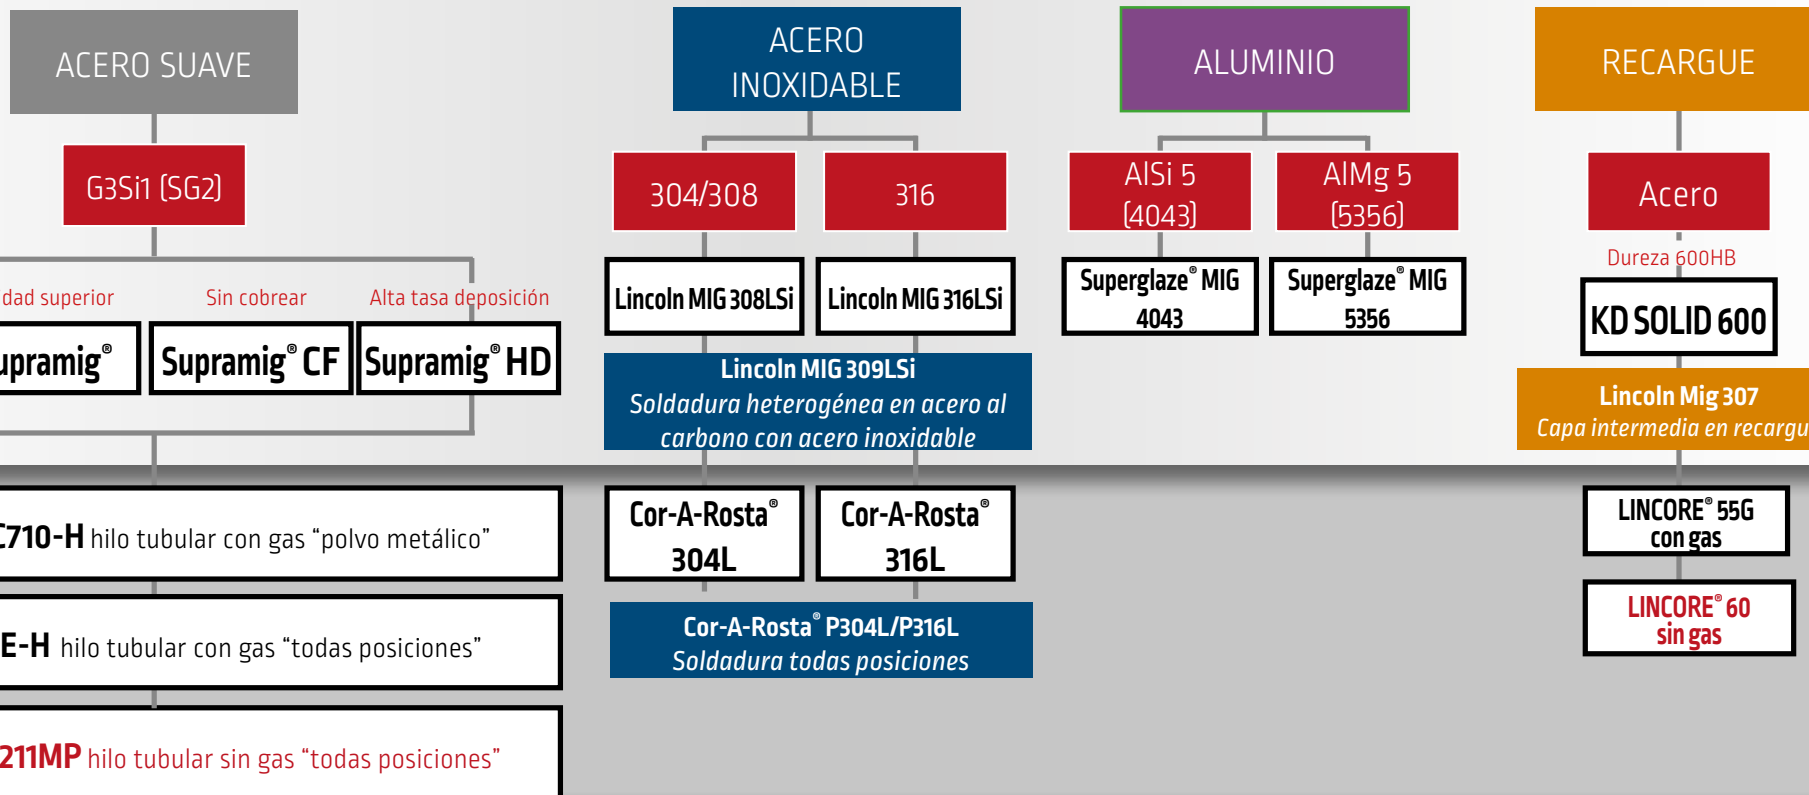 ACERO SUAVE
G3Si1 (SG2)
dad superior
Sin cobrear
Alta tasa deposición
upramig®
Supramig® CF
Supramig® HD
C710-H hilo tubular con gas “polvo metálico”
E-H hilo tubular con gas “todas posiciones”
211MP hilo tubular sin gas “todas posiciones”
ACERO
INOXIDABLE
304/308
316
Lincoln MIG 308LSi
Lincoln MIG 316LSi
Lincoln MIG 309LSi
Soldadura heterogénea en acero al
carbono con acero inoxidable
Cor-A-Rosta®
304L
Cor-A-Rosta®
316L
Cor-A-Rosta® P304L/P316L
Soldadura todas posiciones
ALUMINIO
AlSi 5
(4043)
AlMg 5
(5356)
Superglaze® MIG
4043
Superglaze® MIG
5356
RECARGUE
Acero
Dureza 600HB
KD SOLID 600
Lincoln Mig 307
Capa intermedia en recargu
LINCORE® 55G
con gas
LINCORE® 60
sin gas